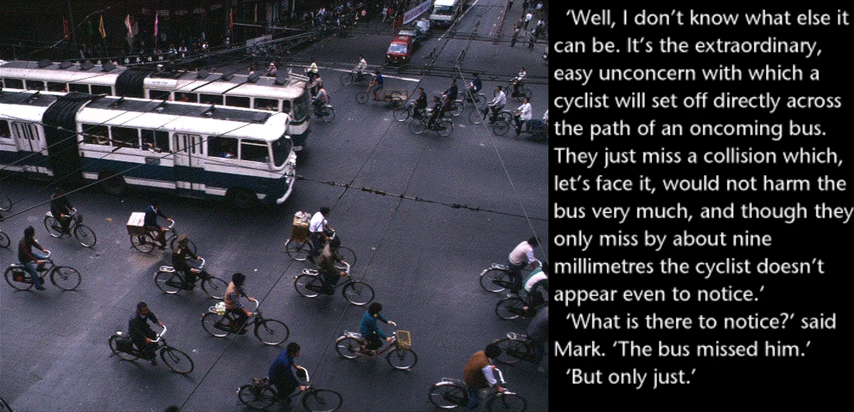 ‘Well, I don’t know what else it
can be. It’s the extraordinary,
easy unconcern with which a
cyclist will set off directly across
the path of an oncoming bus.
They just miss a collision which,
let’s face it, would not harm the
bus very much, and though they
only miss by about nine
millimetres the cyclist doesn’t
appear even to notice.’
‘What is there to notice?’ said
Mark. ‘The bus missed him.’
‘But only just.’